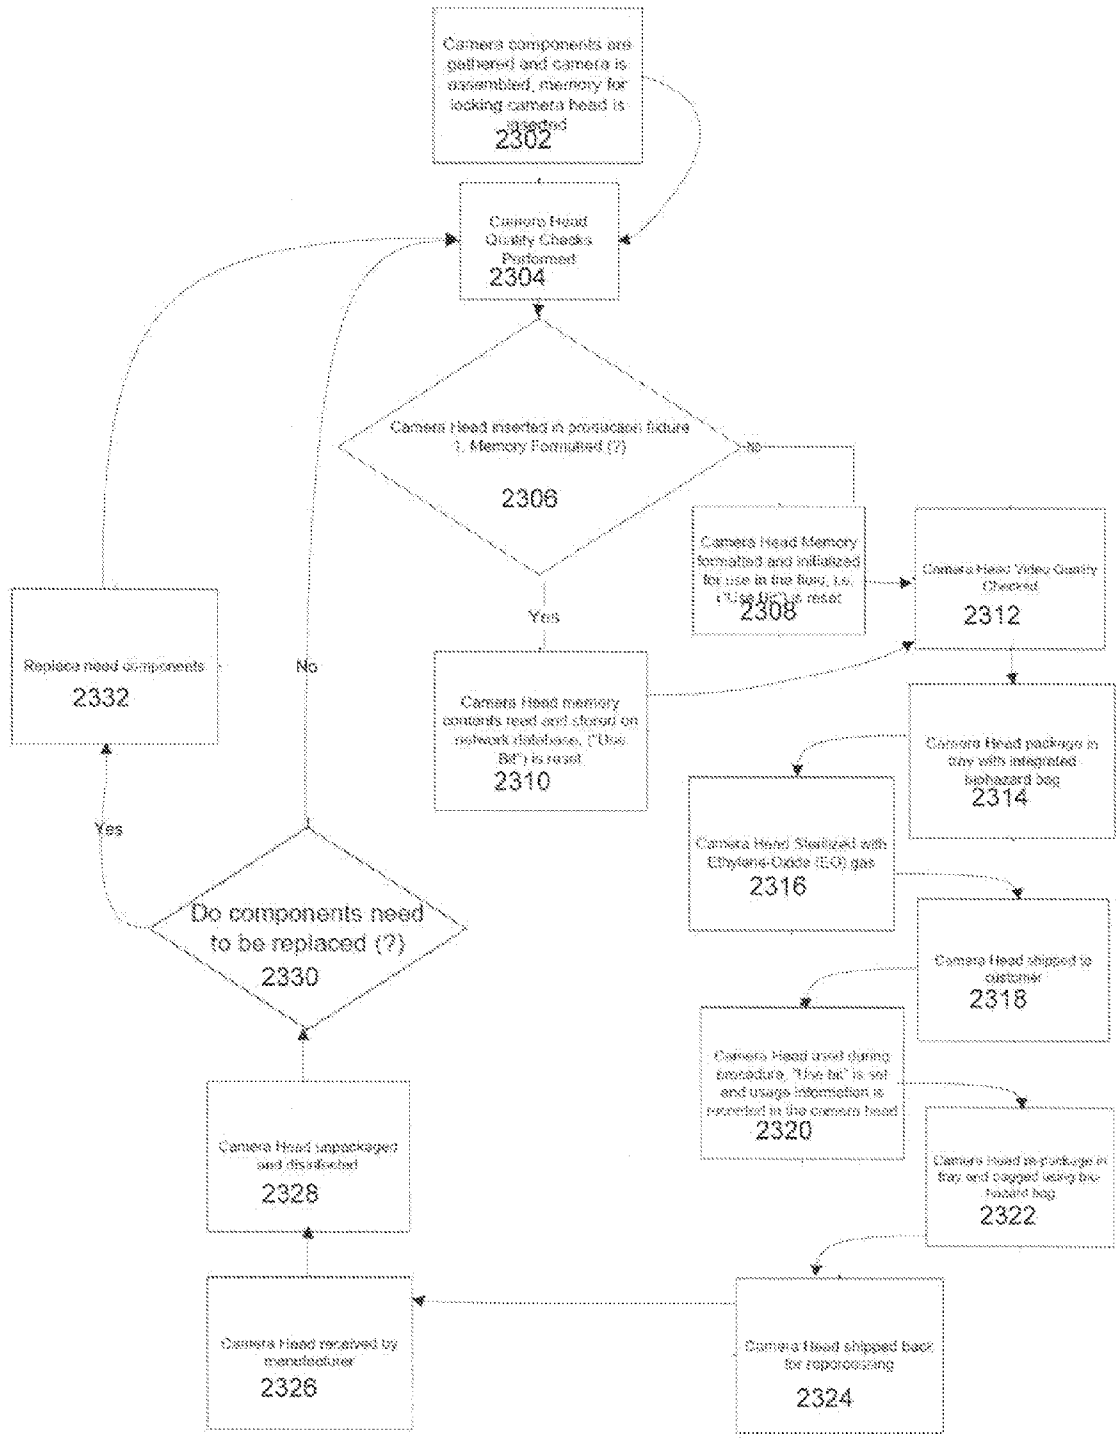 Camera components are
gathered and camera is
assembled, memory for
locking camera head is
inserted
2302
Camera Head
Quality Checks
Performed
2304
Camera Head inserted in production fixture
1. Memory Formatted (?)
2306
No
Yes
Camera Head Memory
formatted and initialized
for use in the field, i.e.
("Use Bit") is reset
2308
Camera Head Video Quality
Checked
2312
Camera Head memory
contents read and stored on
network database, ("Use
Bit") is reset
2310
Camera Head package in
tray with integrated
biohazard bag
2314
Camera Head Sterilized with
Ethylene-Oxide (EO) gas
2316
Camera Head shipped to
customer
2318
Camera Head used during
procedure, "Use bit" is set
and usage information is
recorded in the camera head
2320
Camera Head re-package in
tray and bagged using bio-
hazard bag
2322
Camera Head shipped back
for reporcessing
2324
Camera Head received by
manufacturer
2326
Camera Head unpackaged
and disinfected
2328
Do components need
to be replaced (?)
2330
Yes
No
Replace need components
2332